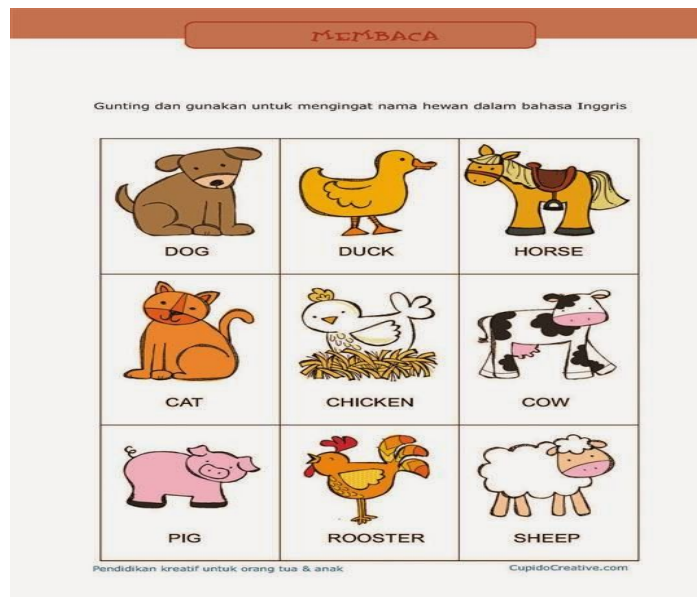 MEMBACA
Gunting dan gunakan untuk mengingat nama hewan dalam bahasa Inggris
DOG DUCK HORSE
CAT CHICKEN COW
PIG ROOSTER SHEEP
Pendidikan kreatif untuk orang tua & anak CupidoCreative.com